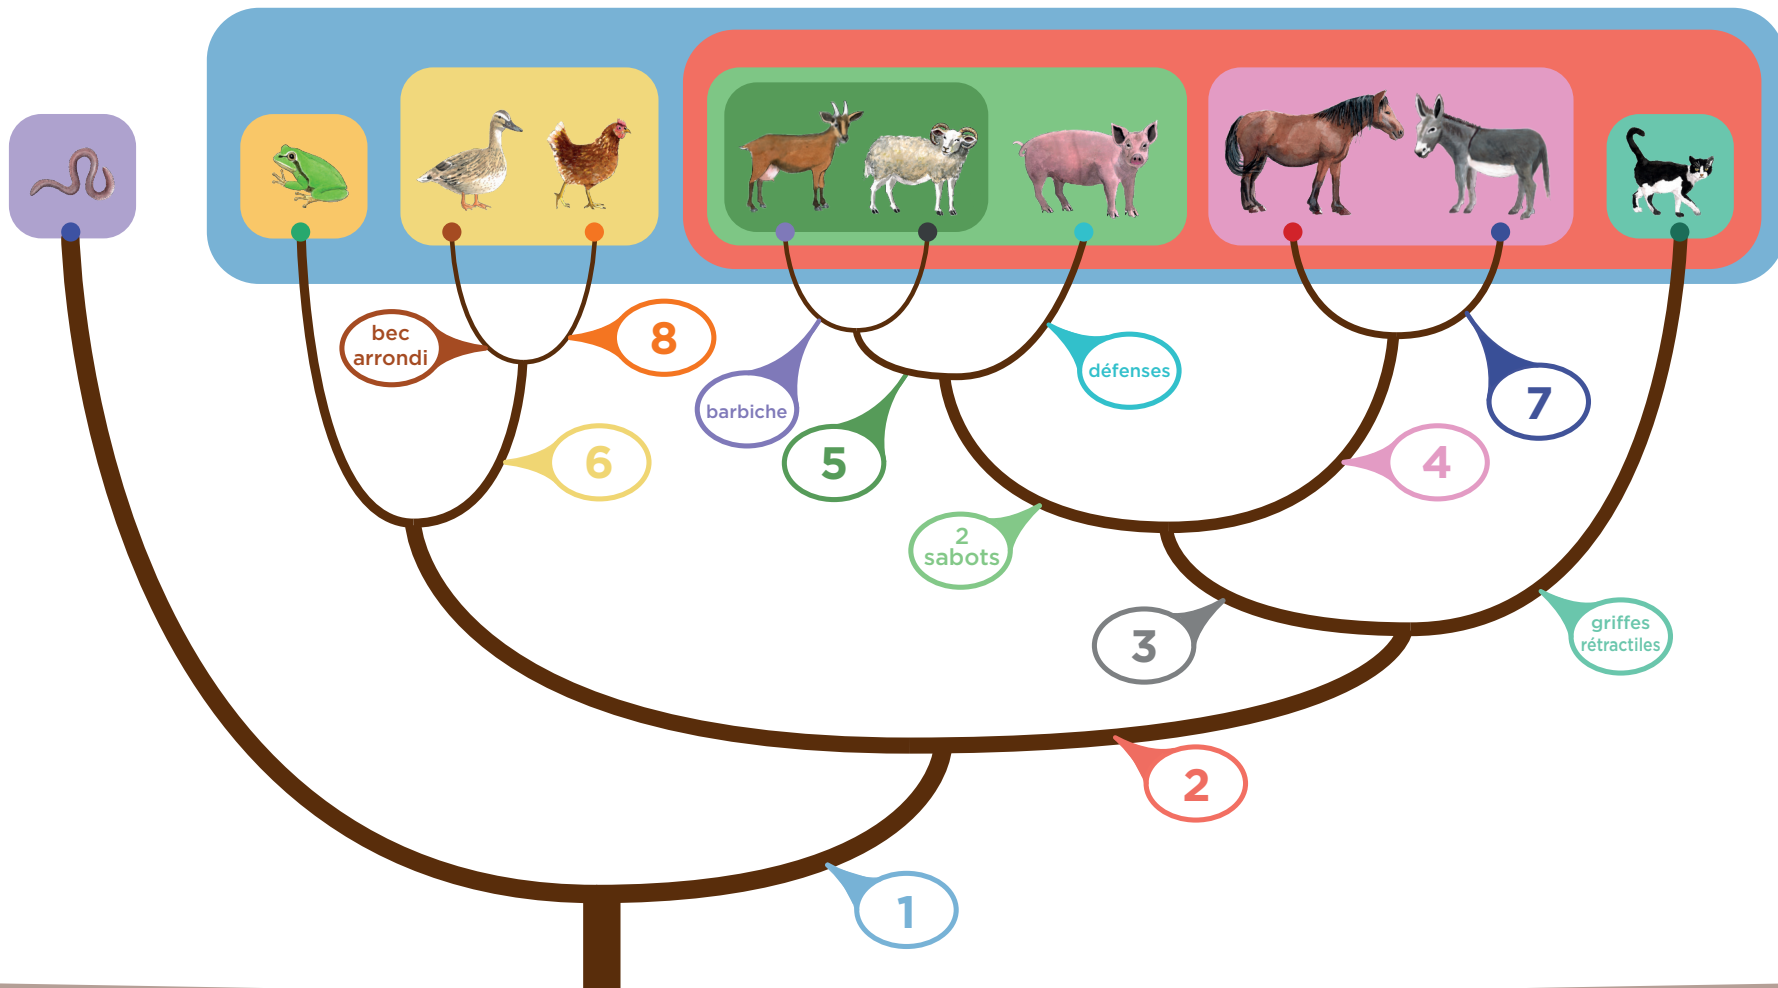 bec
arrondi
8
barbiche
défenses
7
5
6
4
2
sabots
3
griffes
rétractiles
2
1